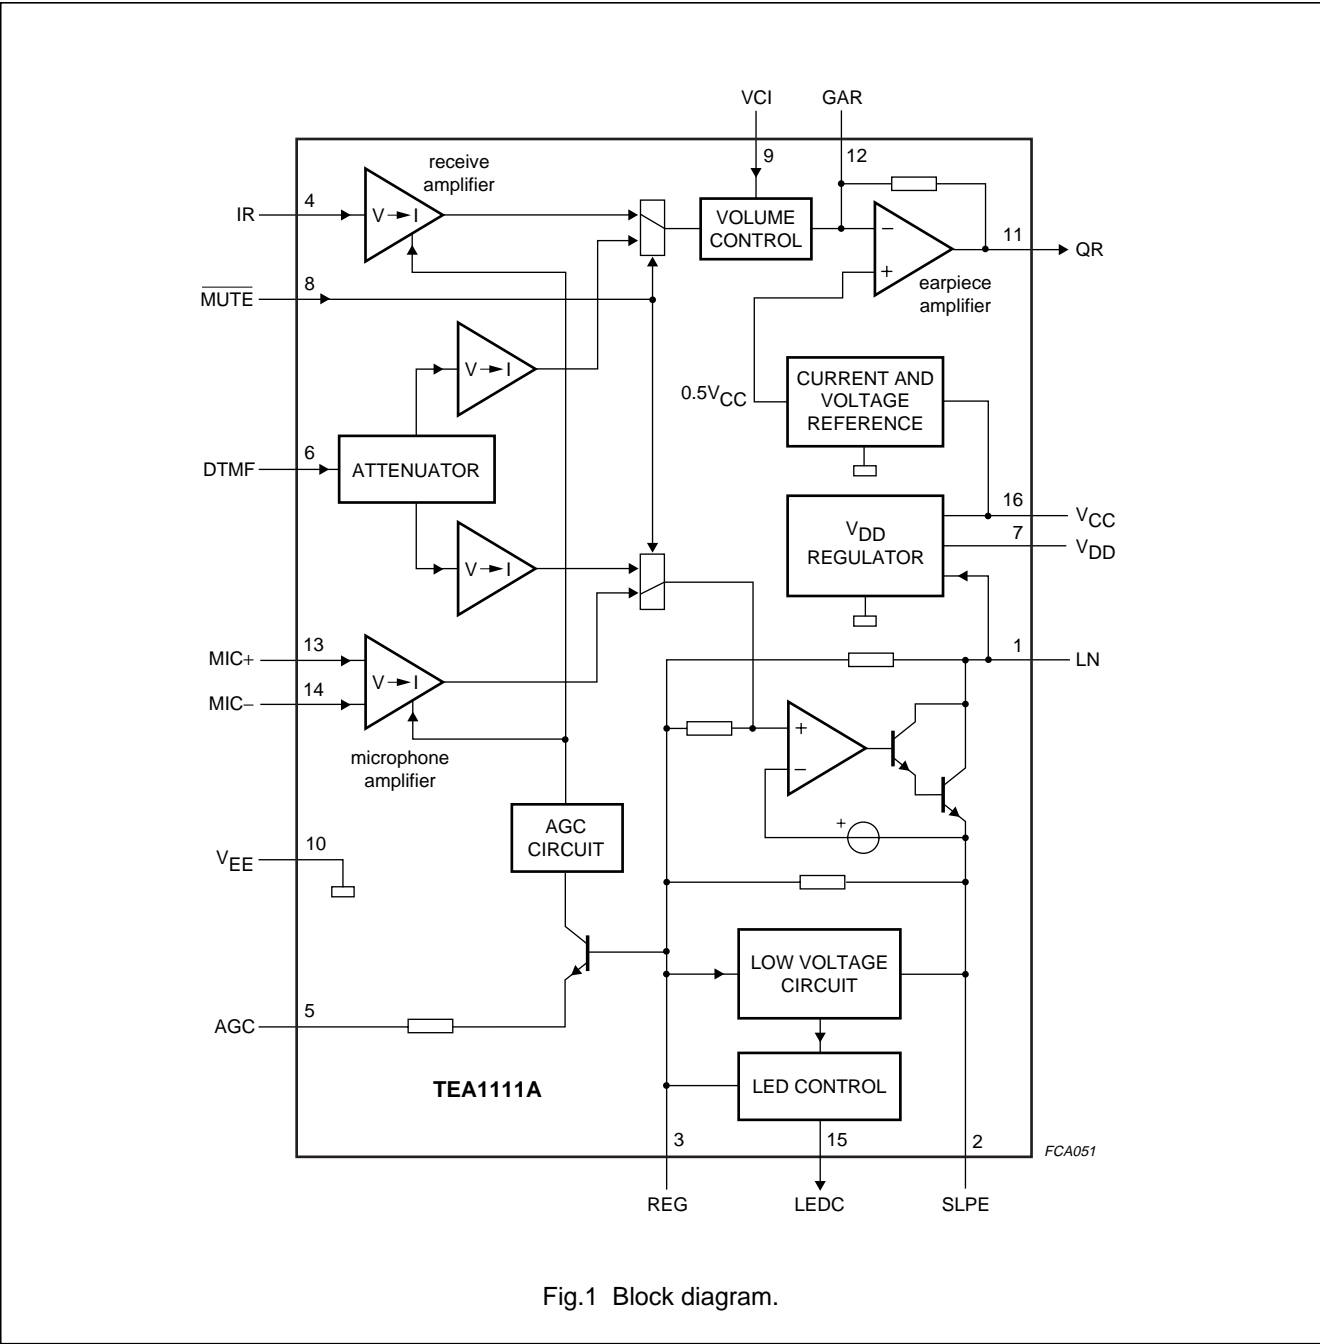 VCI GAR
9 12
receive
amplifier
IR 4 V I
VOLUME
CONTROL
− 11 QR
+
earpiece
amplifier
MUTE 8
V I
CURRENT AND
VOLTAGE
REFERENCE
0.5VCC
DTMF 6 ATTENUATOR
16 VCC
7 VDD
VDD
REGULATOR
V I
MIC+ 13
V I
MIC− 14
1 LN
microphone
amplifier
+
−
+
AGC
CIRCUIT
VEE 10
LOW VOLTAGE
CIRCUIT
AGC 5
TEA1111A
LED CONTROL
3 15 2
FCA051
REG LEDC SLPE
Fig.1 Block diagram.